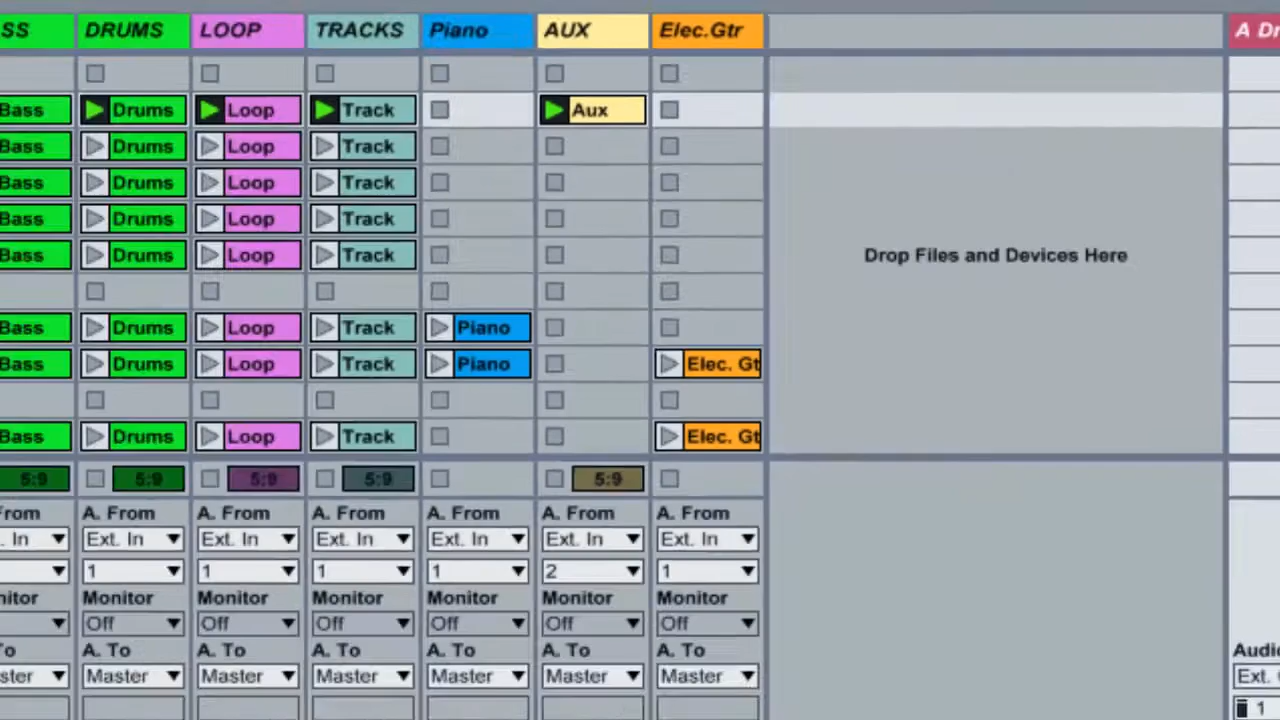 SS DRUMS LOOP TRACKS Piano AUX Elec.Gtr A Dr
Bass Drums Loop Track Aux
Bass Drums Loop Track
Bass Drums Loop Track
Bass Drums Loop Track
Bass Drums Loop Track
Drop Files and Devices Here
Bass Drums Loop Track Piano
Bass Drums Loop Track Piano Elec. Gt
Bass Drums Loop Track Elec. Gt
5:9 5:9 5:9 5:9 5:9
rom A. From A. From A. From A. From A. From A. From
. In Ext. In Ext. In Ext. In Ext. In Ext. In Ext. In
1 1 1 1 2 1
nitor Monitor Monitor Monitor Monitor Monitor Monitor
Off Off Off Off Off Off
o A. To A. To A. To A. To A. To A. To Audio
ster Master Master Master Master Master Master Ext.
1